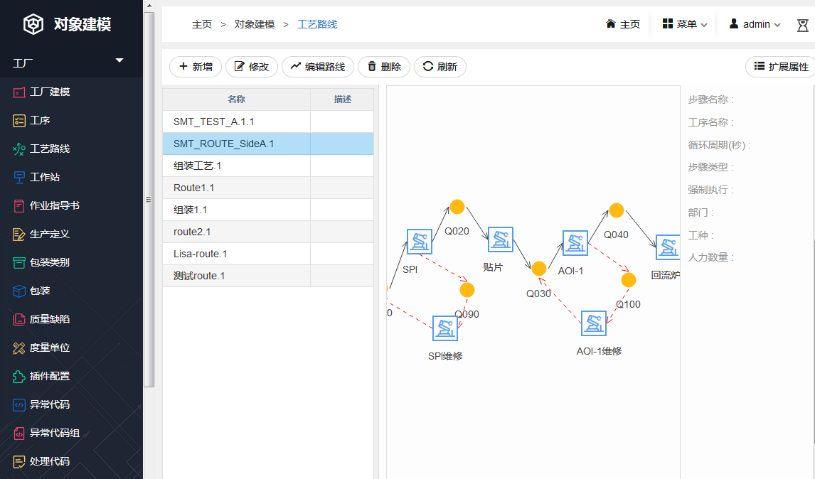 对象建模
主页 > 对象建模 > 工艺路线
主页
菜单
admin
工厂
工厂建模
工序
工艺路线
工作站
作业指导书
生产定义
包装类别
包装
质量缺陷
度量单位
插件配置
异常代码
异常代码组
处理代码
新增
修改
编辑路线
删除
刷新
扩展属性
名称 描述
SMT_TEST_A.1.1
SMT_ROUTE_SideA.1
组装工艺.1
Route1.1
组装1.1
route2.1
Lisa-route.1
测试route.1
Q020
Q040
SPI
贴片
AOI-1
回流炉
Q030
Q100
0
Q090
SPI维修
AOI-1维修
步骤名称 :
工序名称 :
循环周期(秒) :
步骤类型 :
强制执行 :
部门 :
工种 :
人力数量 :